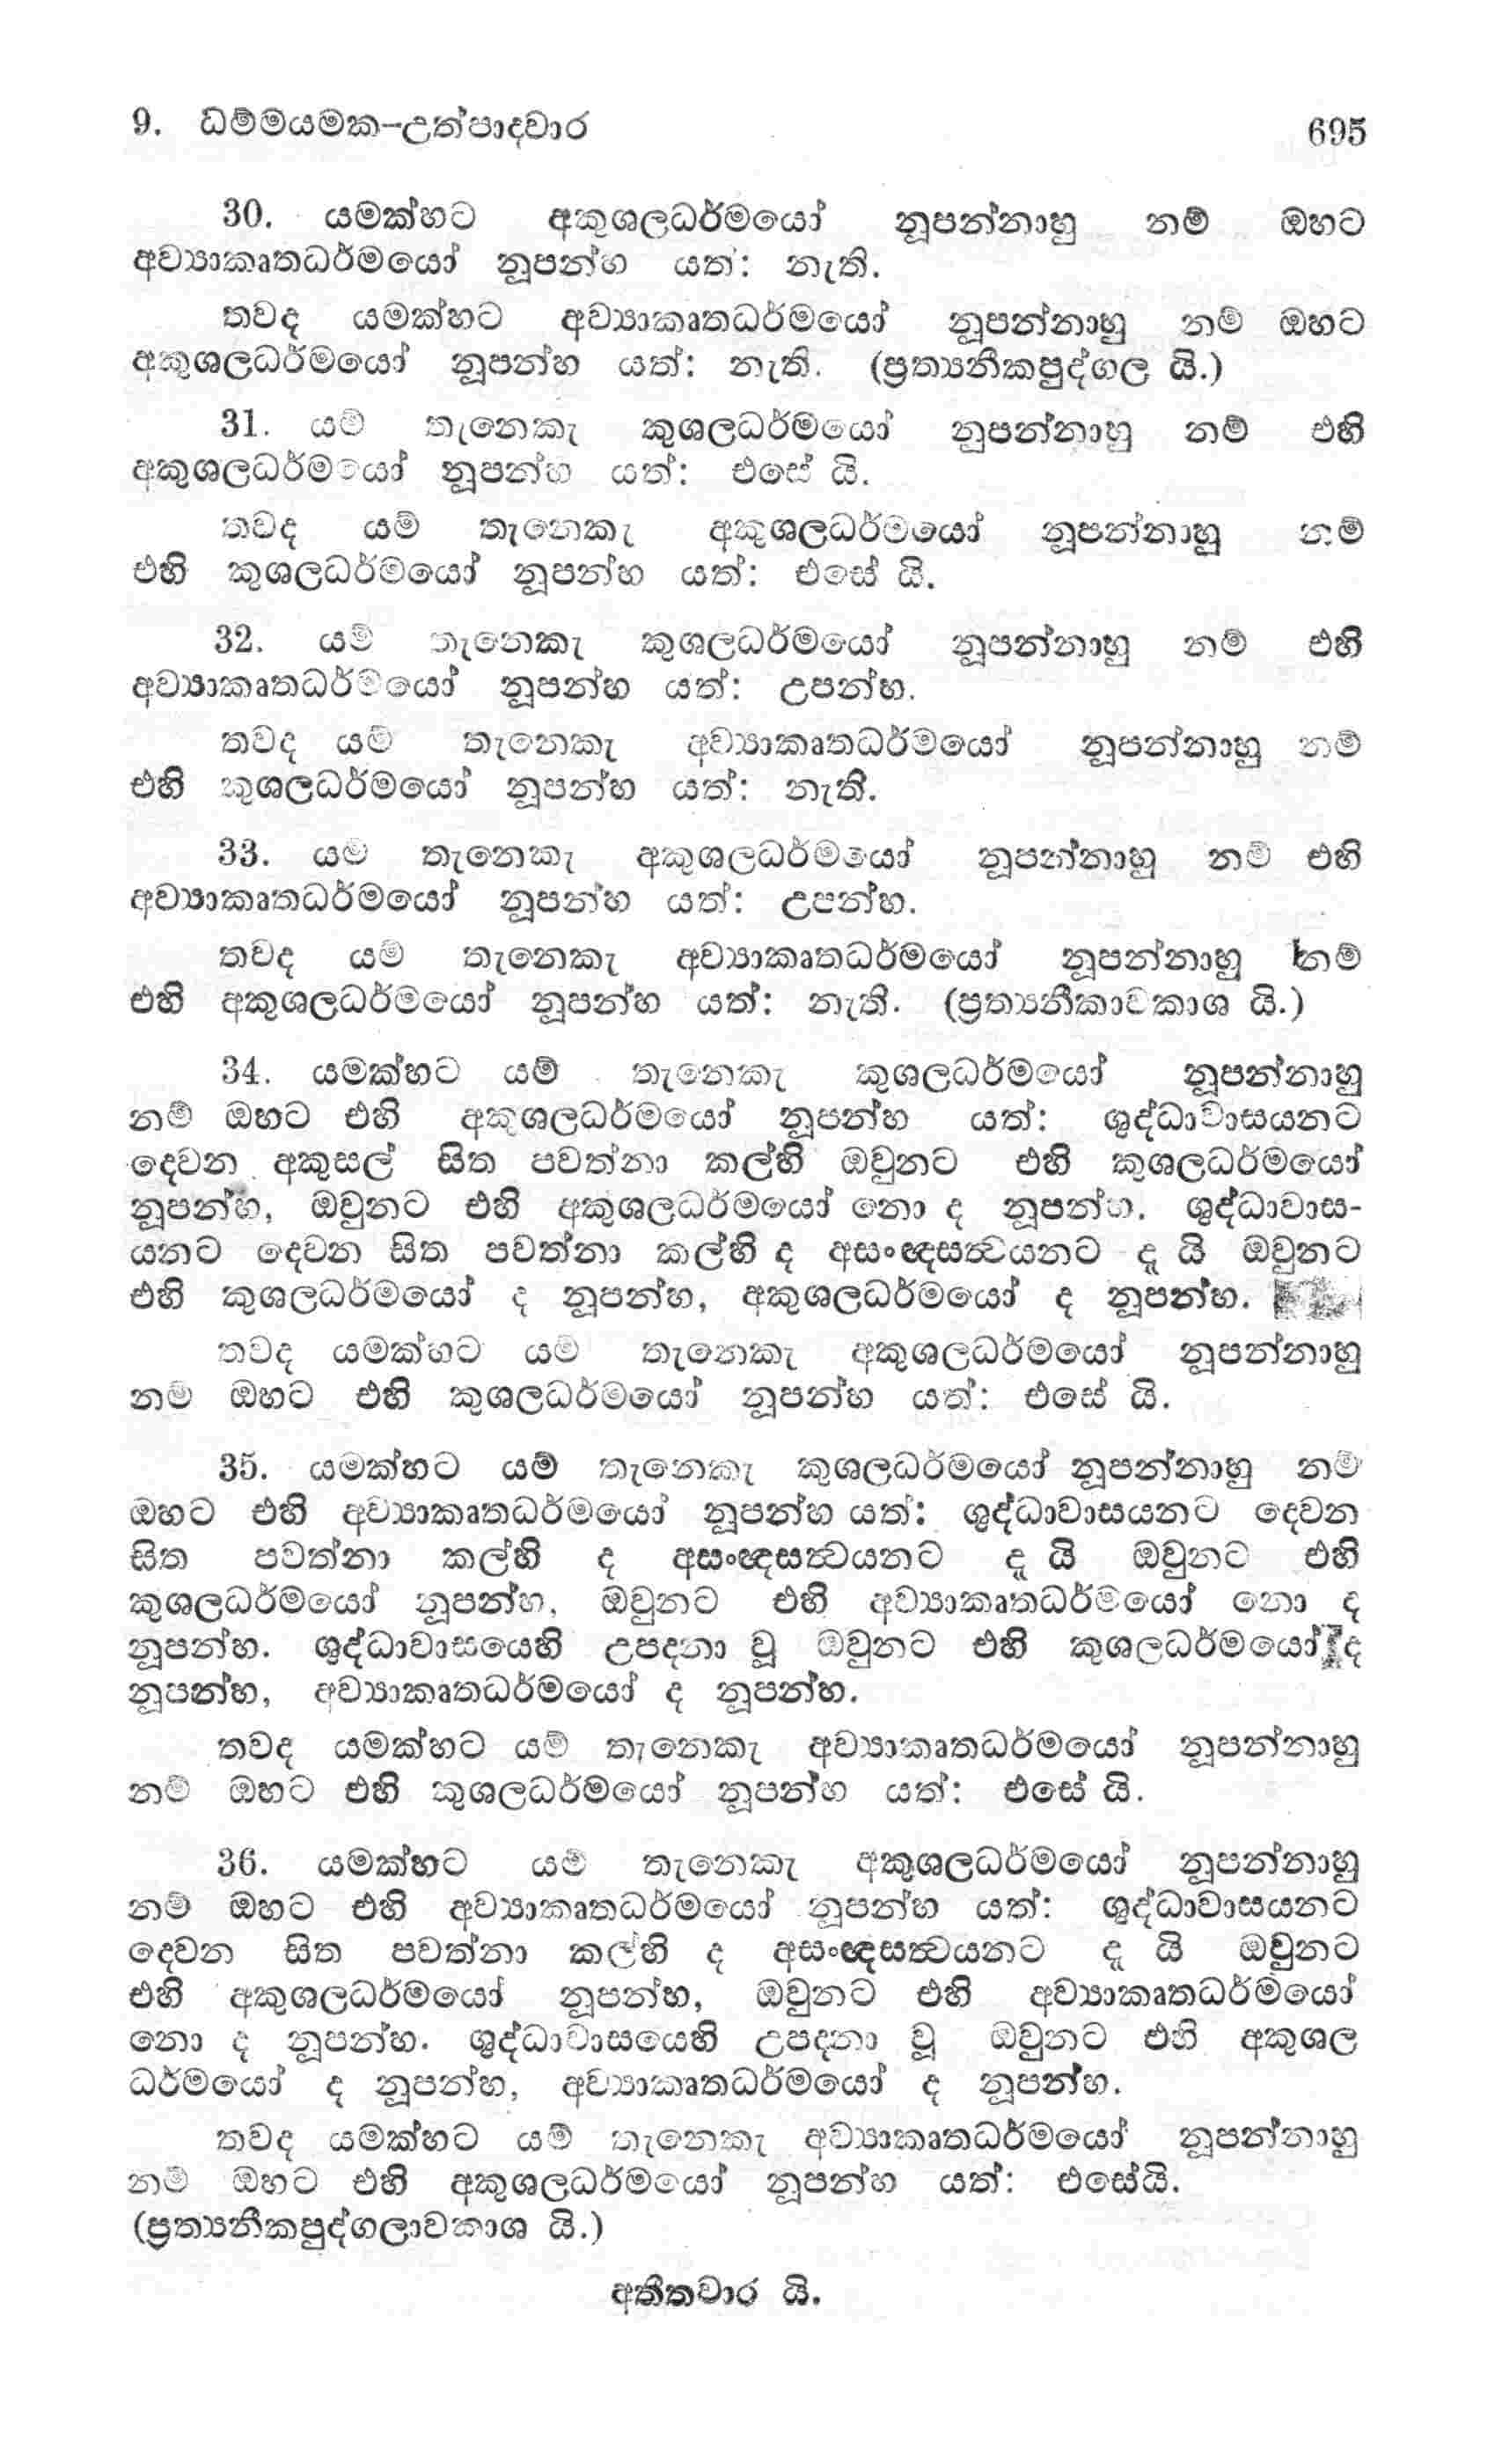 9. ධම්මයමක-උත්පාදවාර 695
30. යමක්හට අකුශලධර්මයෝ නූපන්නාහු නම් ඔහට
අව්‍යාකෘතධර්මයෝ නූපන්හ යත්: නැති.
තවද යමක්හට අව්‍යාකෘතධර්මයෝ නූපන්නාහු නම් ඔහට
අකුශලධර්මයෝ නූපන්හ යත්: නැති. (ප්‍රත්‍යනීකපුද්ගල යි.)
31. යම් තැනෙකැ කුශලධර්මයෝ නූපන්නාහු නම් එහි
අකුශලධර්මයෝ නූපන්හ යත්: එසේ යි.
තවද යම් තැනෙකැ අකුශලධර්මයෝ නූපන්නාහු නම්
එහි කුශලධර්මයෝ නූපන්හ යත්: එසේ යි.
32. යම් තැනෙකැ කුශලධර්මයෝ නූපන්නාහු නම් එහි
අව්‍යාකෘතධර්මයෝ නූපන්හ යත්: උපන්හ.
තවද යම් තැනෙකැ අව්‍යාකෘතධර්මයෝ නූපන්නාහු නම්
එහි කුශලධර්මයෝ නූපන්හ යත්: නැති.
33. යම් තැනෙකැ අකුශලධර්මයෝ නූපන්නාහු නම් එහි
අව්‍යාකෘතධර්මයෝ නූපන්හ යත්: උපන්හ.
තවද යම් තැනෙකැ අව්‍යාකෘතධර්මයෝ නූපන්නාහු නම්
එහි අකුශලධර්මයෝ නූපන්හ යත්: නැති. (ප්‍රත්‍යනීකාවකාශ යි.)
34. යමක්හට යම් තැනෙකැ කුශලධර්මයෝ නූපන්නාහු
නම් ඔහට එහි අකුශලධර්මයෝ නූපන්හ යත්: ශුද්ධාවාසයනට
දෙවන අකුසල් සිත පවත්නා කල්හි ඔවුනට එහි කුශලධර්මයෝ
නූපන්හ, ඔවුනට එහි අකුශලධර්මයෝ නො ද නූපන්හ. ශුද්ධාවාස-
යනට දෙවන සිත පවත්නා කල්හි ද අසංඥසත්‍වයනට ද යි ඔවුනට
එහි කුශලධර්මයෝ ද නූපන්හ, අකුශලධර්මයෝ ද නූපන්හ.
තවද යමක්හට යම් තැනෙකැ අකුශලධර්මයෝ නූපන්නාහු
නම් ඔහට එහි කුශලධර්මයෝ නූපන්හ යත්: එසේ යි.
35. යමක්හට යම් තැනෙකැ කුශලධර්මයෝ නූපන්නාහු නම්
ඔහට එහි අව්‍යාකෘතධර්මයෝ නූපන්හ යත්: ශුද්ධාවාසයනට දෙවන
සිත පවත්නා කල්හි ද අසංඥසත්‍වයනට ද යි ඔවුනට එහි
කුශලධර්මයෝ නූපන්හ, ඔවුනට එහි අව්‍යාකෘතධර්මයෝ නො ද
නූපන්හ. ශුද්ධාවාසයෙහි උපදනා වූ ඔවුනට එහි කුශලධර්මයෝ ද
නූපන්හ, අව්‍යාකෘතධර්මයෝ ද නූපන්හ.
තවද යමක්හට යම් තැනෙකැ අව්‍යාකෘතධර්මයෝ නූපන්නාහු
නම් ඔහට එහි කුශලධර්මයෝ නූපන්හ යත්: එසේ යි.
36. යමක්හට යම් තැනෙකැ අකුශලධර්මයෝ නූපන්නාහු
නම් ඔහට එහි අව්‍යාකෘතධර්මයෝ නූපන්හ යත්: ශුද්ධාවාසයනට
දෙවන සිත පවත්නා කල්හි ද අසංඥසත්‍වයනට ද යි ඔවුනට
එහි අකුශලධර්මයෝ නූපන්හ, ඔවුනට එහි අව්‍යාකෘතධර්මයෝ
නො ද නූපන්හ. ශුද්ධාවාසයෙහි උපදනා වූ ඔවුනට එහි අකුශල
ධර්මයෝ ද නූපන්හ, අව්‍යාකෘතධර්මයෝ ද නූපන්හ.
තවද යමක්හට යම් තැනෙකැ අව්‍යාකෘතධර්මයෝ නූපන්නාහු
නම් ඔහට එහි අකුශලධර්මයෝ නූපන්හ යත්: එසේයි.
(ප්‍රත්‍යනීකපුද්ගලාවකාශ යි.)
අතීතවාර යි.